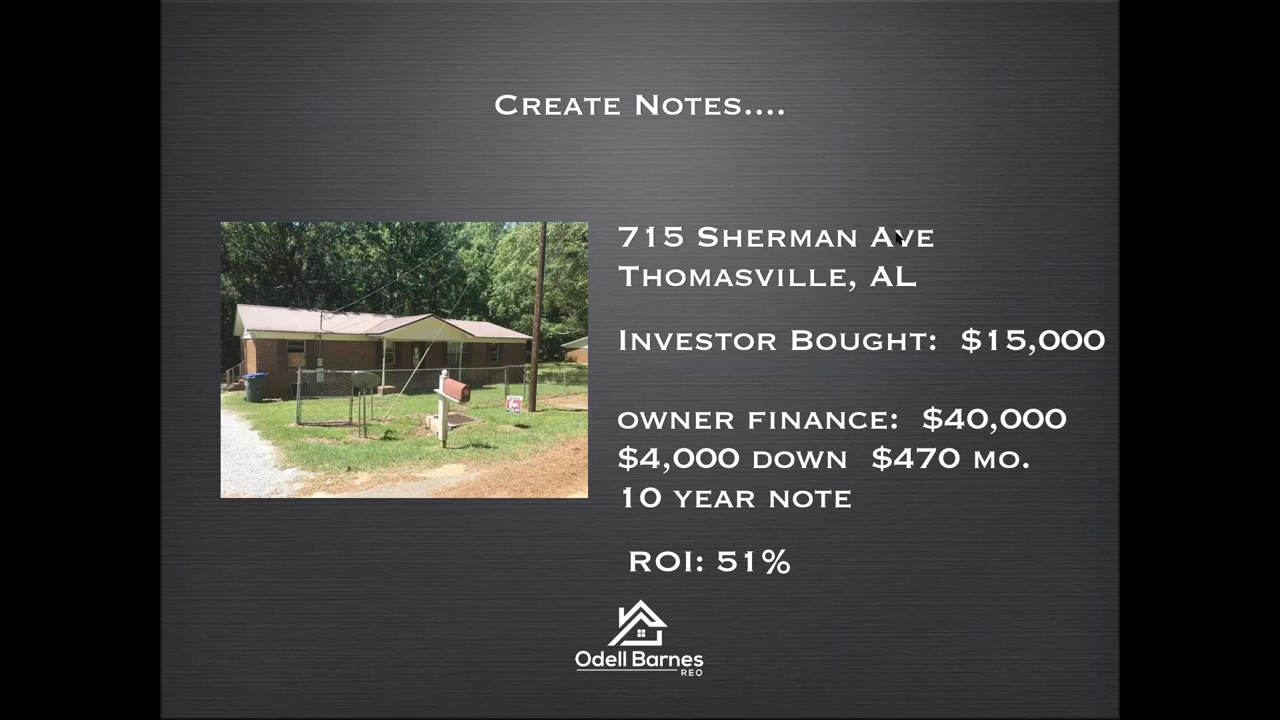 Create Notes....
715 Sherman Ave
Thomasville, AL
Investor Bought: $15,000
owner finance: $40,000
$4,000 down $470 mo.
10 year note
ROI: 51%
Odell Barnes
REO